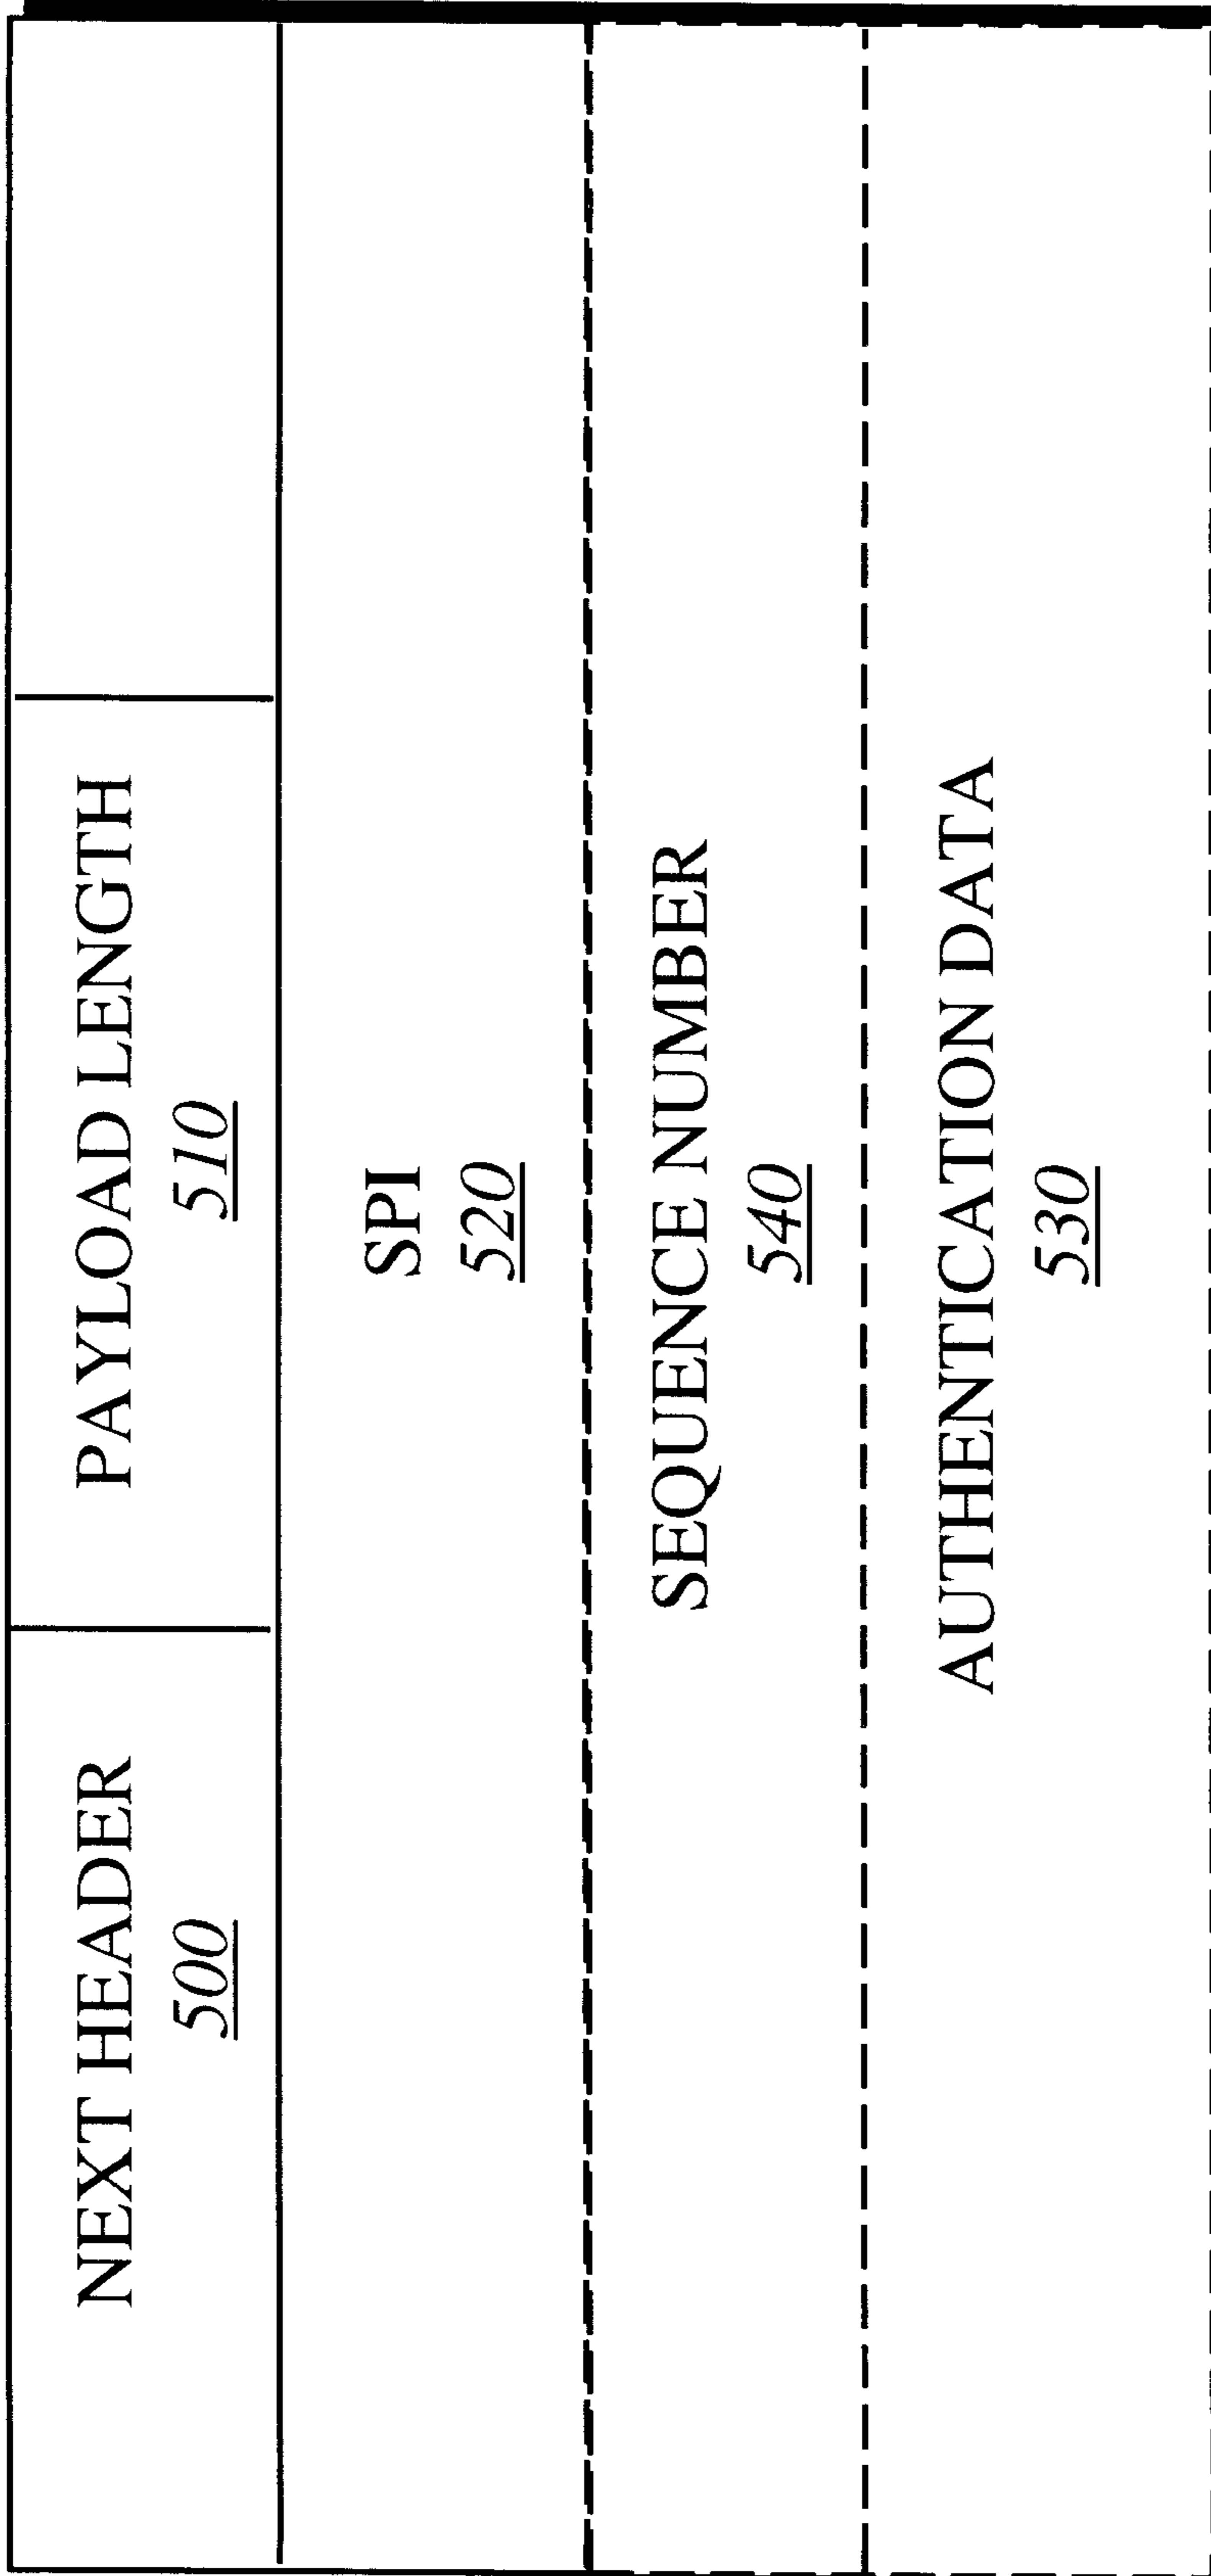 NEXT HEADER
500
PAYLOAD LENGTH
510
SPI
520
SEQUENCE NUMBER
540
AUTHENTICATION DATA
530